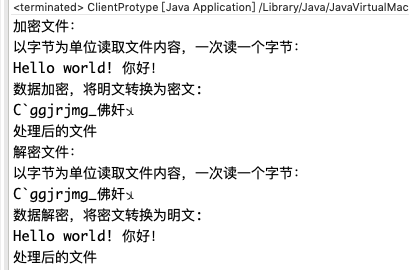 <terminated> ClientProtype [Java Application] /Library/Java/JavaVirtualMac
加密文件：
以字节为单位读取文件内容，一次读一个字节：
Hello world! 你好!
数据加密，将明文转换为密文：
C`ggjrjmg_佛奸ㄨ
处理后的文件
解密文件：
以字节为单位读取文件内容，一次读一个字节：
C`ggjrjmg_佛奸ㄨ
数据解密，将密文转换为明文：
Hello world! 你好!
处理后的文件